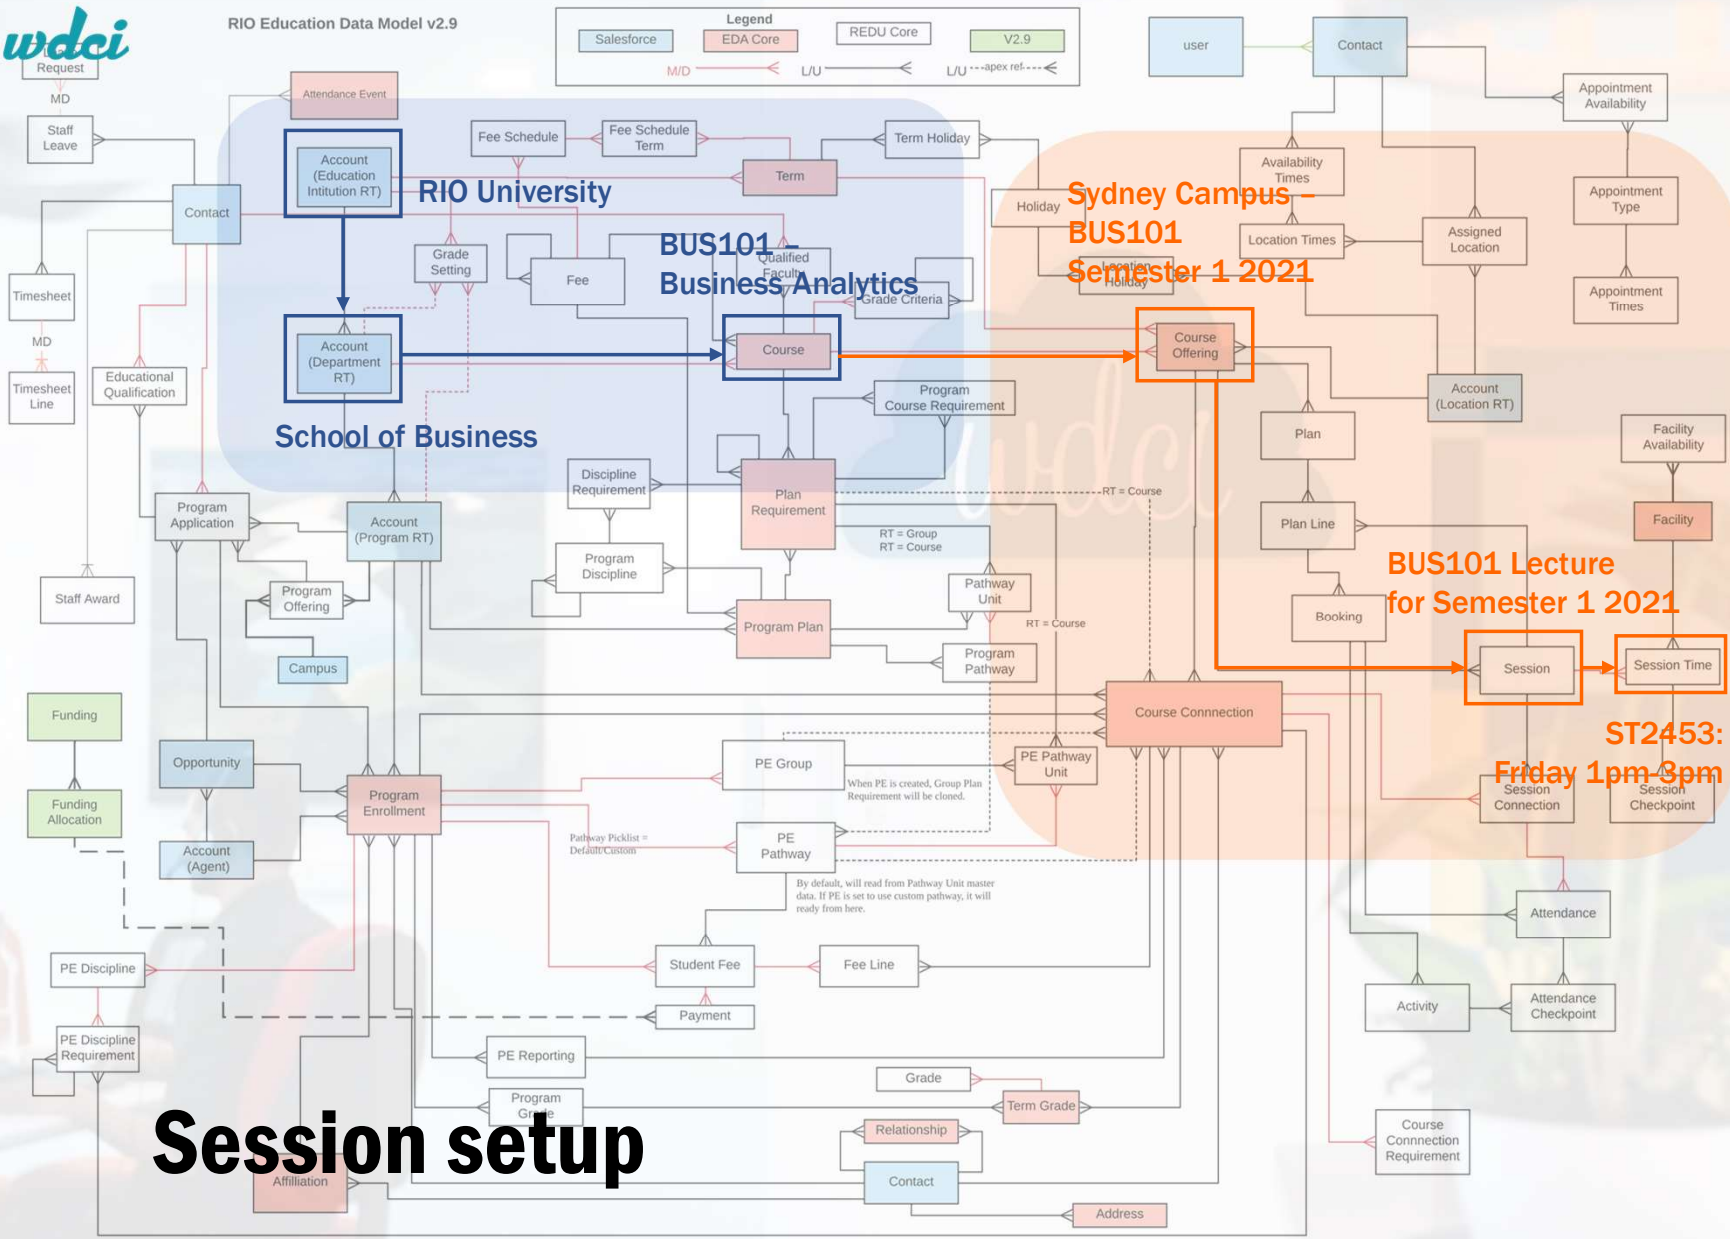 wdci
RIO Education Data Model v2.9
Legend
Salesforce
EDA Core
REDU Core
V2.9
M/D
L/U
L/U
apex ref
Request
MD
Staff
Leave
Attendance Event
Contact
Timesheet
MD
Timesheet
Line
Educational
Qualification
Staff Award
Account
(Education
Intitution RT)
RIO University
Fee Schedule
Fee Schedule
Term
Term
Term Holiday
Holiday
Grade
Setting
Fee
BUS101 –
Business Analytics
Qualified
Faculty
Grade Criteria
Account
(Department
RT)
School of Business
Course
Program
Course Requirement
user
Contact
Appointment
Availability
Availability
Times
Appointment
Type
Sydney Campus –
BUS101
Semester 1 2021
Location
Holiday
Location Times
Assigned
Location
Appointment
Times
Course
Offering
Account
(Location RT)
Plan
Facility
Availability
Plan Line
Facility
Booking
BUS101 Lecture
for Semester 1 2021
Session
Session Time
ST2453:
Friday 1pm-3pm
Session
Connection
Session
Checkpoint
wdci
Program
Application
Account
(Program RT)
Program
Offering
Campus
Discipline
Requirement
Plan
Requirement
RT = Course
RT = Group
RT = Course
Program
Discipline
Pathway
Unit
RT = Course
Program Plan
Program
Pathway
Course Connnection
Funding
Funding
Allocation
Opportunity
Account
(Agent)
Program
Enrollment
PE Group
When PE is created, Group Plan
Requirement will be cloned.
PE Pathway
Unit
Pathway Picklist =
Default/Custom
PE
Pathway
By default, will read from Pathway Unit master
data. If PE is set to use custom pathway, it will
ready from here.
Student Fee
Fee Line
Payment
Attendance
Activity
Attendance
Checkpoint
PE Discipline
PE Discipline
Requirement
PE Reporting
Program
Grade
Grade
Term Grade
Relationship
Contact
Address
Course
Connnection
Requirement
Session setup
Affilliation